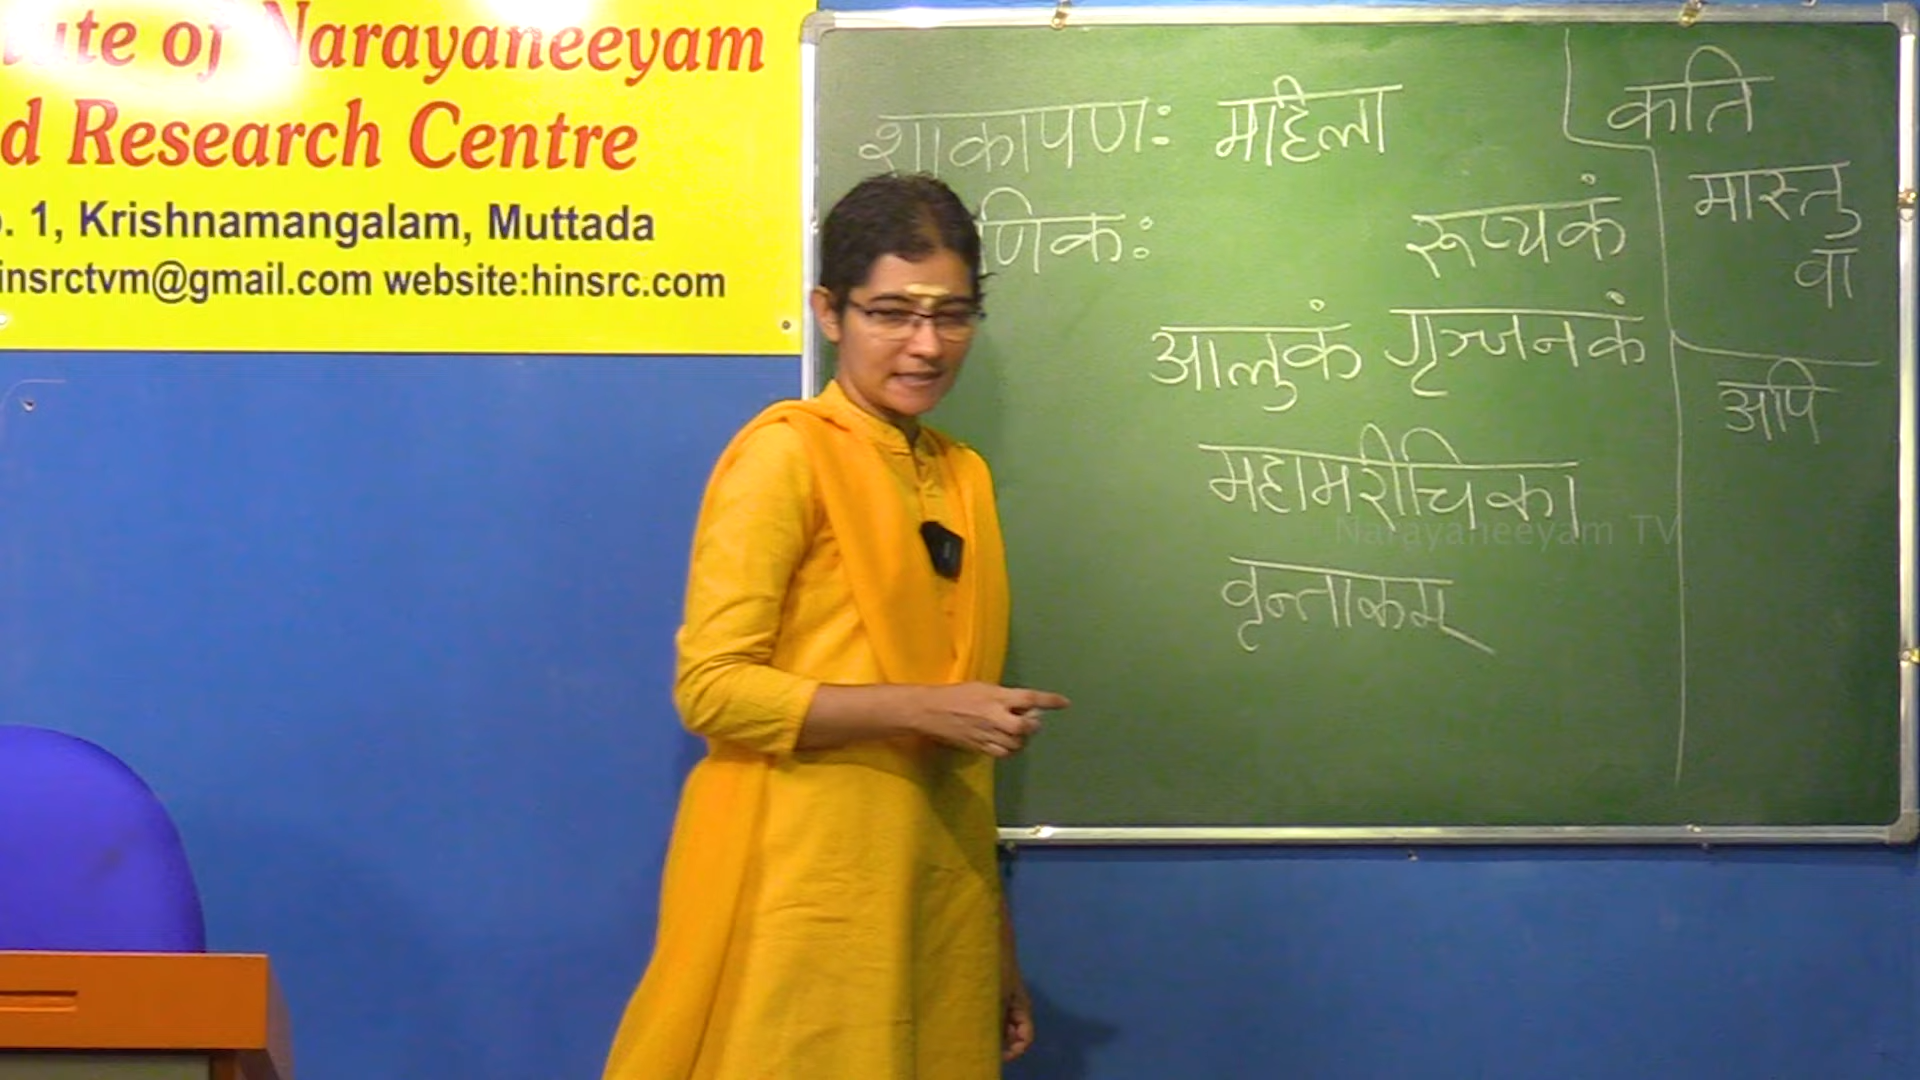 of Narayaneeyam
d Research Centre
. 1, Krishnamangalam, Muttada
insrctvm@gmail.com website:hinsrc.com
शाकापणः महिला
णिकः रूप्यकं
आलुकं गृञ्जनकं
महामरीचिका
वृन्ताकम्
कति
मास्तु
वा
अपि
Narayaneeyam TV